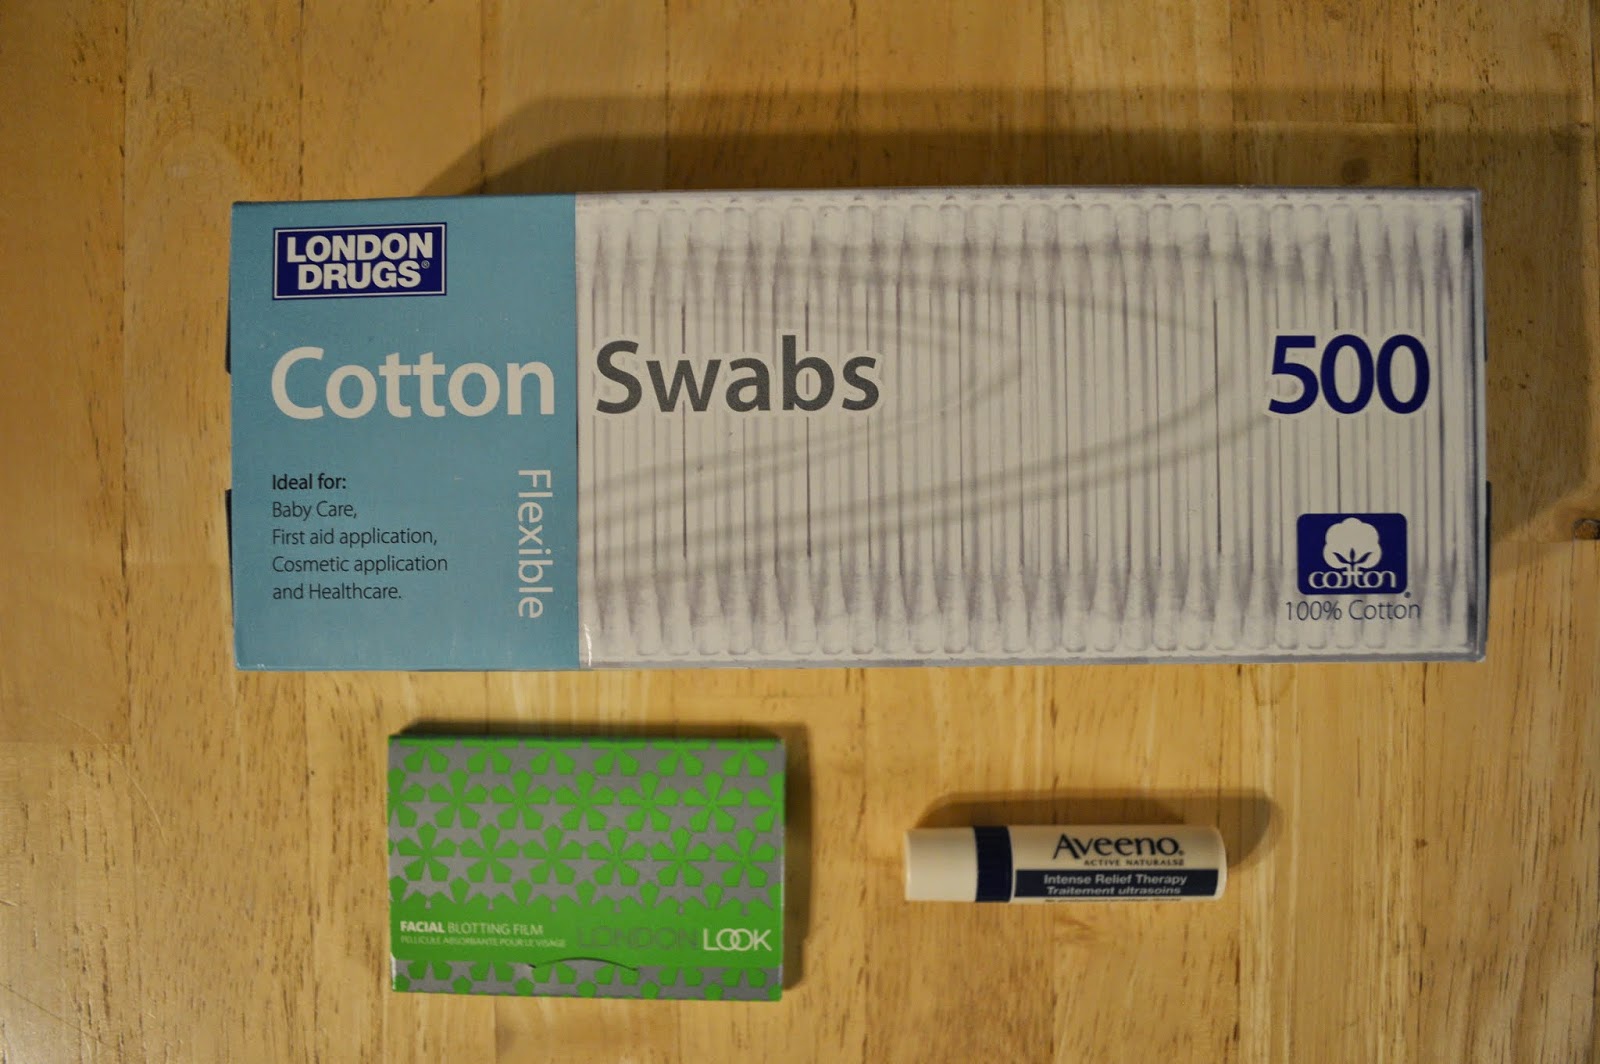 LONDON
DRUGS®
Cotton Swabs
500
Flexible
Ideal for:
Baby Care,
First aid application,
Cosmetic application
and Healthcare.
cotton®
100% Cotton
FACIAL BLOTTING FILM
PELLICULE ABSORBANTE POUR LE VISAGE
LONDON LOOK
Aveeno®
ACTIVE NATURALS®
Intense Relief Therapy
Traitement ultrasoins